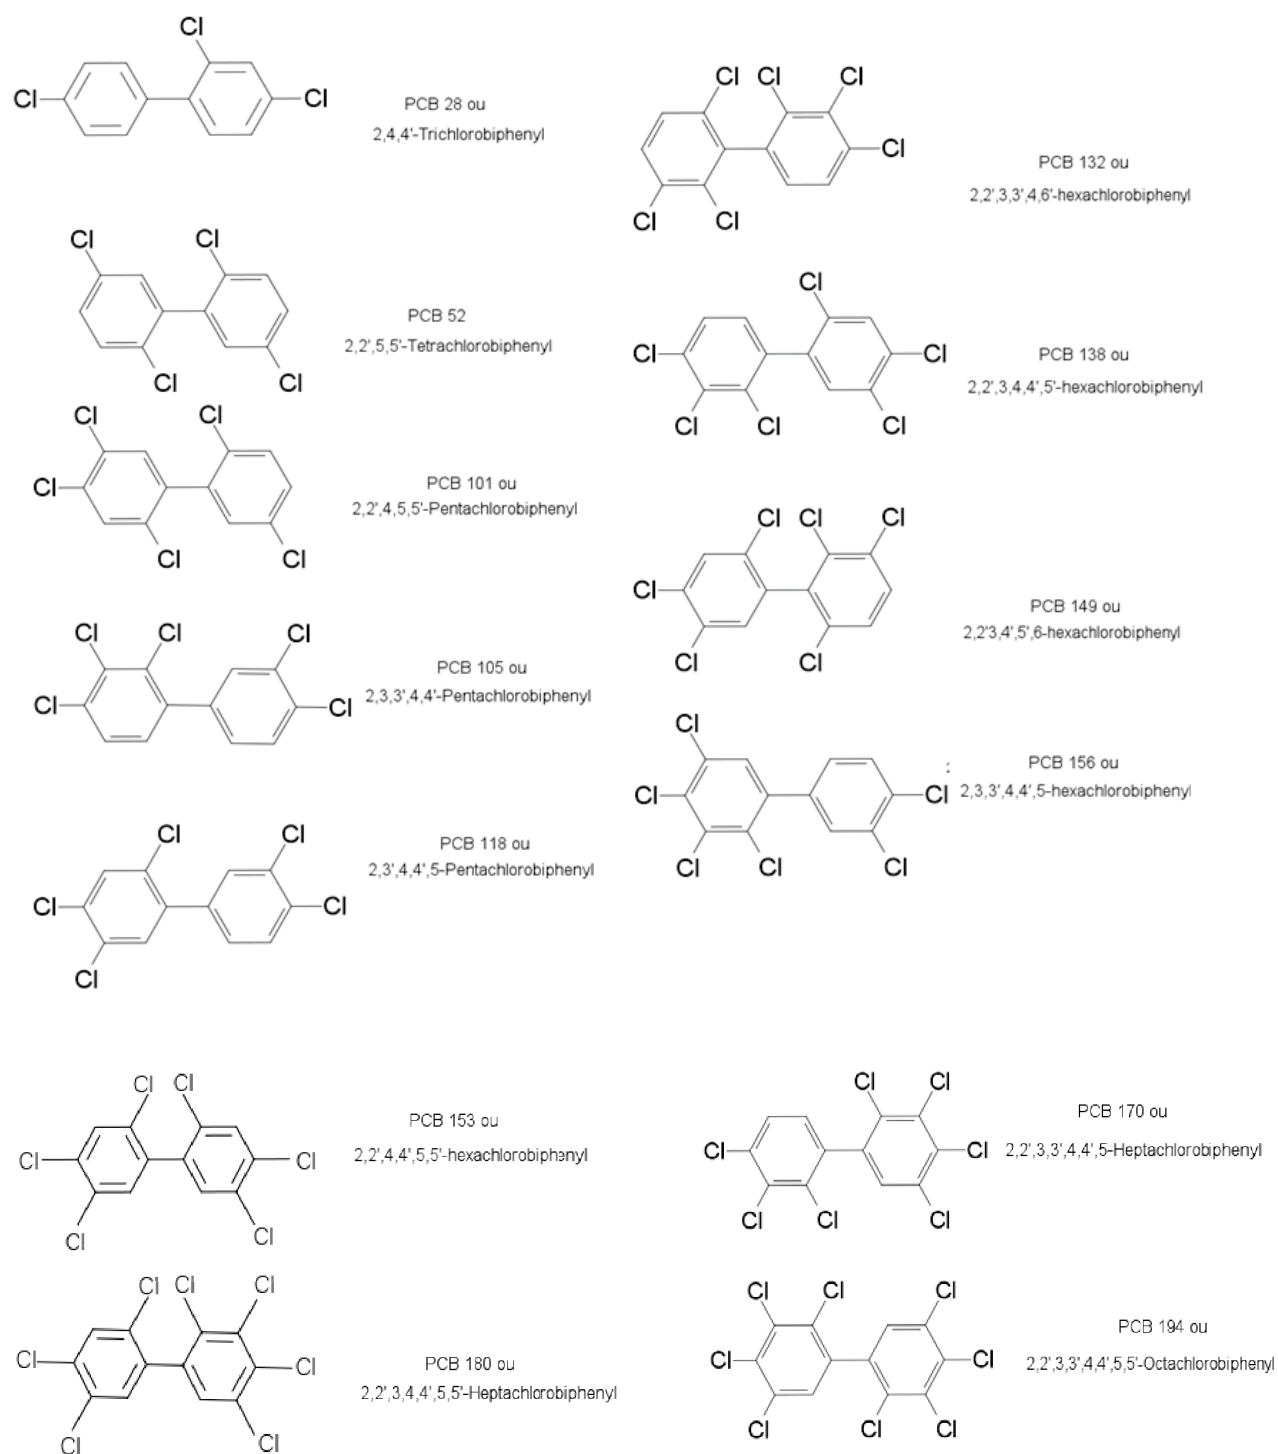 Cl
Cl
Cl
PCB 28 ou
2,4,4'-Trichlorobiphenyl
Cl
Cl
Cl
Cl
PCB 52
2,2',5,5'-Tetrachlorobiphenyl
Cl
Cl
Cl
Cl
Cl
PCB 101 ou
2,2',4,5,5'-Pentachlorobiphenyl
Cl
Cl
Cl
Cl
Cl
PCB 105 ou
2,3,3',4,4'-Pentachlorobiphenyl
Cl
Cl
Cl
Cl
Cl
PCB 118 ou
2,3',4,4',5-Pentachlorobiphenyl
Cl
Cl
Cl
Cl
Cl
Cl
PCB 132 ou
2,2',3,3',4,6'-hexachlorobiphenyl
Cl
Cl
Cl
Cl
Cl
Cl
PCB 138 ou
2,2',3,4,4',5'-hexachlorobiphenyl
Cl
Cl
Cl
Cl
Cl
Cl
Cl
PCB 149 ou
2,2'3,4',5',6-hexachlorobiphenyl
Cl
Cl
Cl
Cl
Cl
Cl
PCB 156 ou
2,3,3',4,4',5-hexachlorobiphenyl
Cl
Cl
Cl
Cl
Cl
Cl
PCB 153 ou
2,2',4,4',5,5'-hexachlorobiphenyl
Cl
Cl
Cl
Cl
Cl
Cl
Cl
PCB 180 ou
2,2',3,4,4',5,5'-Heptachlorobiphenyl
Cl
Cl
Cl
Cl
Cl
Cl
Cl
PCB 170 ou
2,2',3,3',4,4',5-Heptachlorobiphenyl
Cl
Cl
Cl
Cl
Cl
Cl
Cl
Cl
PCB 194 ou
2,2',3,3',4,4',5,5'-Octachlorobiphenyl